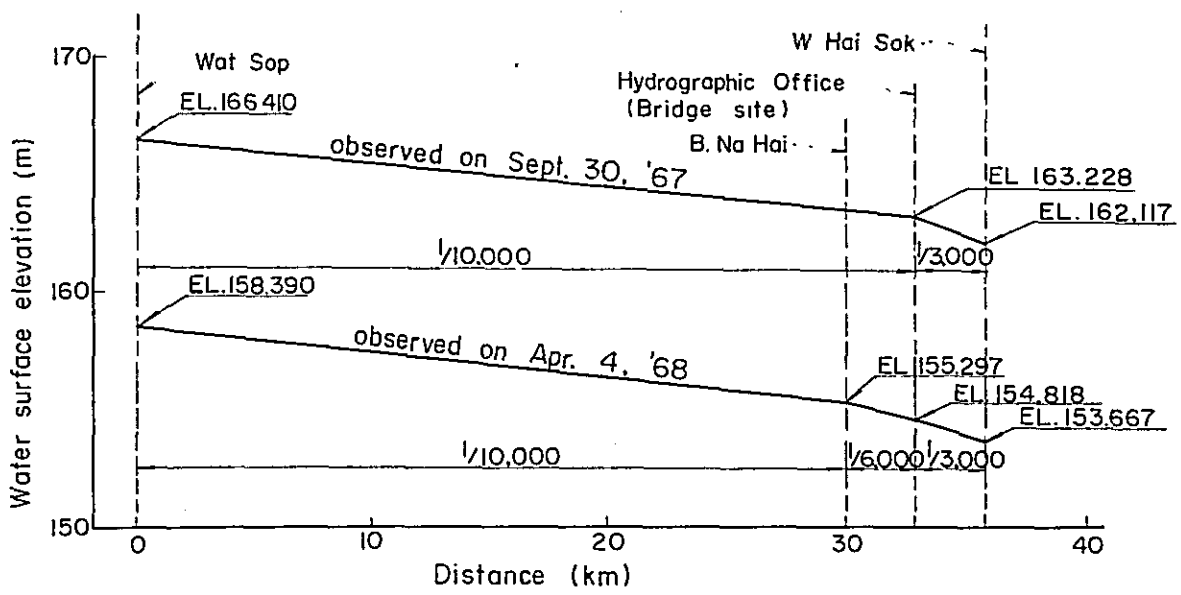 W Hai Sok
170
Wat Sop
Hydrographic Office
(Bridge site)
EL.166410
B. Na Hai
observed on Sept. 30, '67
EL 163.228
EL. 162,117
1/10,000
1/3,000
160
EL.158.390
observed on Apr. 4, '68
EL 155.297
EL.154.818
EL.153.667
1/10,000
1/6,000
1/3,000
150
0
10
20
30
40
Distance (km)
Water surface elevation (m)